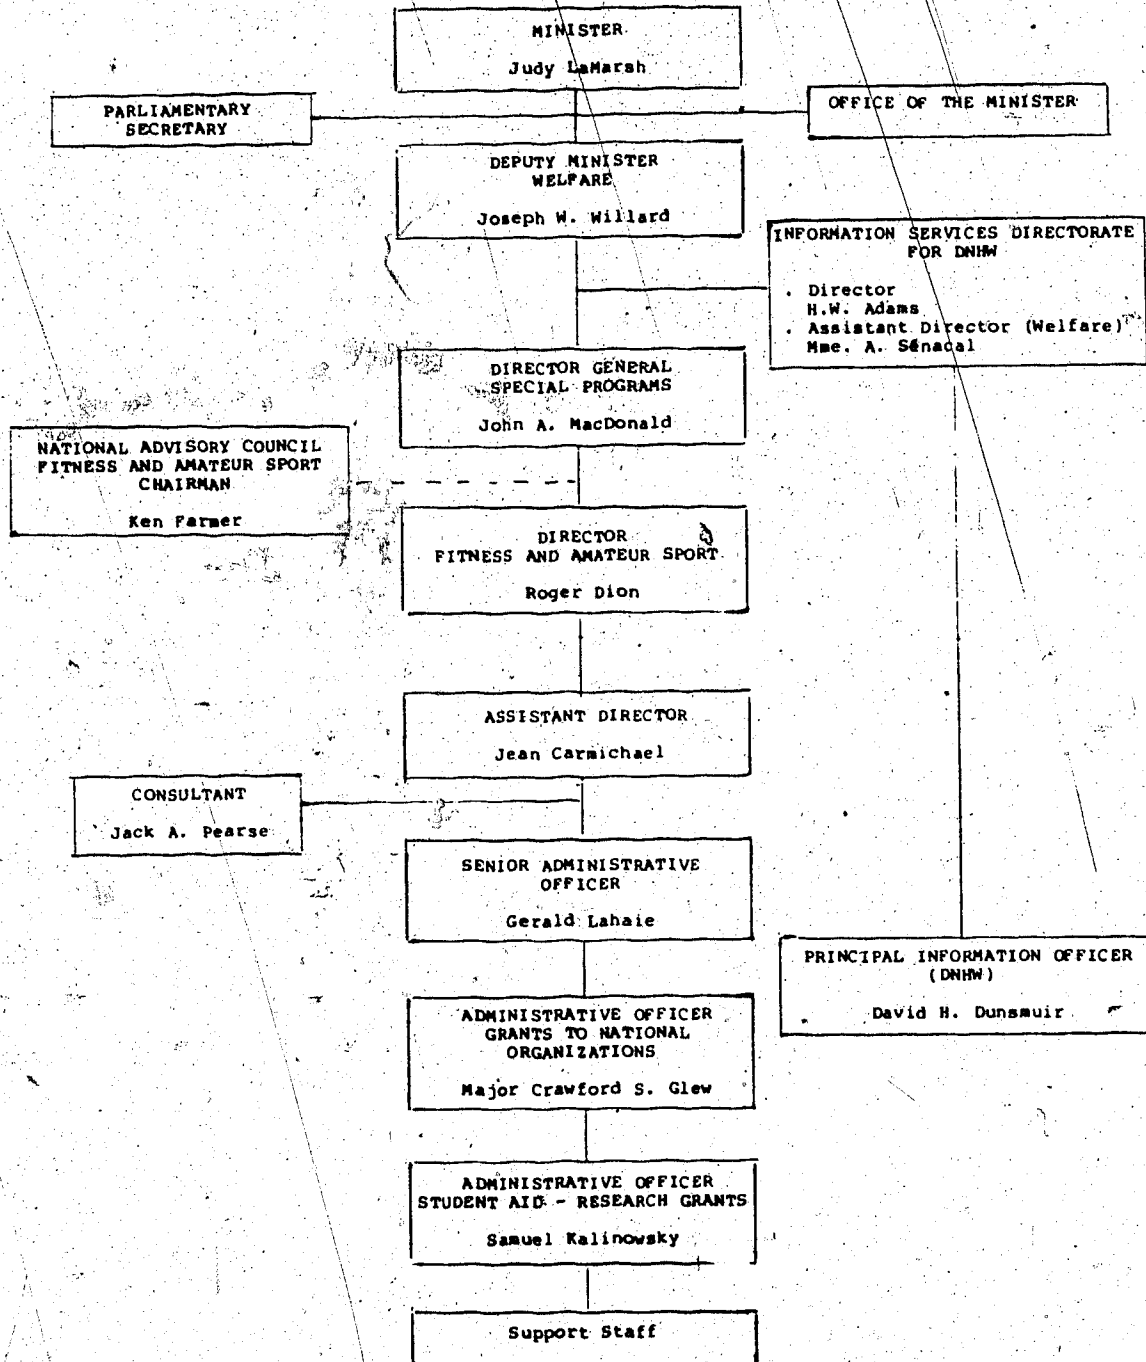 MINISTER
Judy LaMarsh
PARLIAMENTARY
SECRETARY
OFFICE OF THE MINISTER
DEPUTY MINISTER
WELFARE
Joseph W. Willard
INFORMATION SERVICES DIRECTORATE
FOR DNHW
. Director
H.W. Adams
. Assistant Director (Welfare)
Mme. A. Sénacal
DIRECTOR GENERAL
SPECIAL PROGRAMS
John A. MacDonald
NATIONAL ADVISORY COUNCIL
FITNESS AND AMATEUR SPORT
CHAIRMAN
Ken Farmer
DIRECTOR
FITNESS AND AMATEUR SPORT
Roger Dion
ASSISTANT DIRECTOR
Jean Carmichael
CONSULTANT
Jack A. Pearse
SENIOR ADMINISTRATIVE
OFFICER
Gerald Lahaie
PRINCIPAL INFORMATION OFFICER
(DNHW)
David H. Dunsmuir
ADMINISTRATIVE OFFICER
GRANTS TO NATIONAL
ORGANIZATIONS
Major Crawford S. Glew
ADMINISTRATIVE OFFICER
STUDENT AID - RESEARCH GRANTS
Samuel Kalinowsky
Support Staff